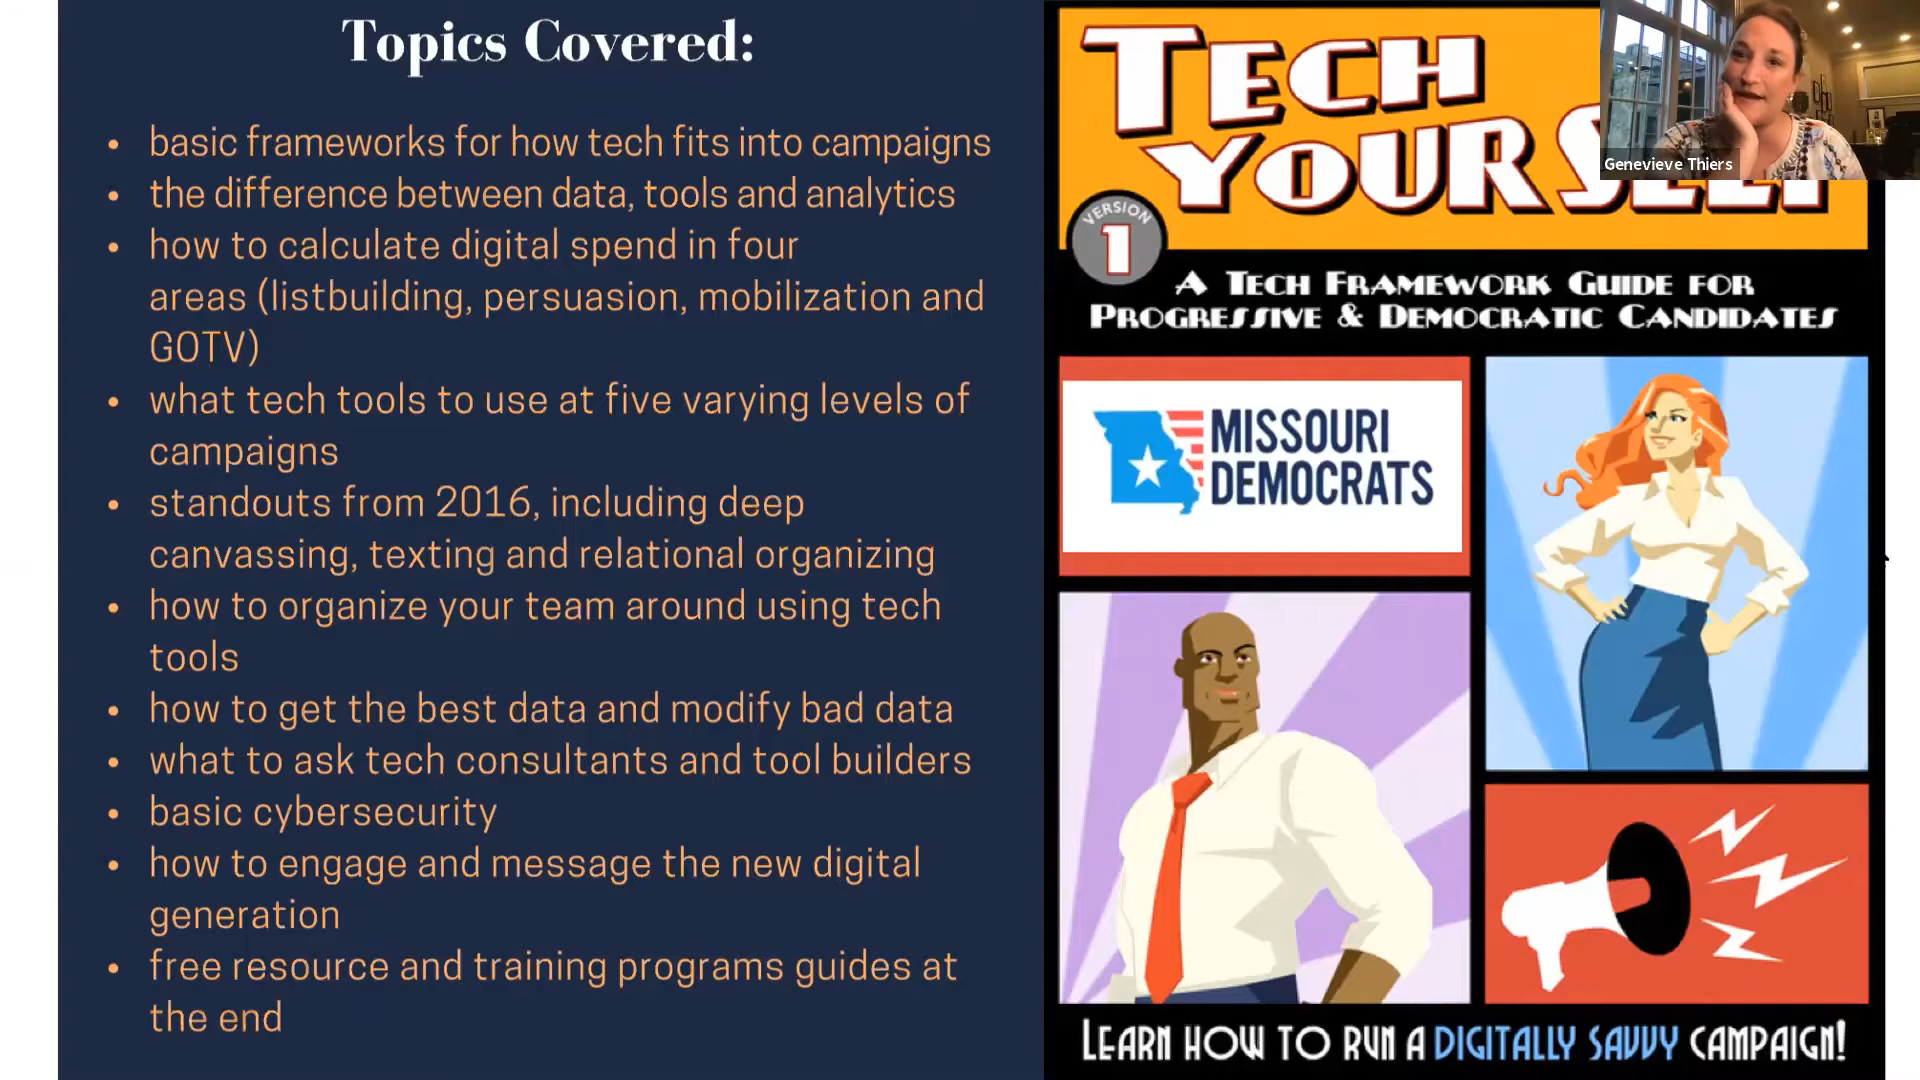 Topics Covered:
• basic frameworks for how tech fits into campaigns
• the difference between data, tools and analytics
• how to calculate digital spend in four
areas (listbuilding, persuasion, mobilization and
GOTV)
• what tech tools to use at five varying levels of
campaigns
• standouts from 2016, including deep
canvassing, texting and relational organizing
• how to organize your team around using tech
tools
• how to get the best data and modify bad data
• what to ask tech consultants and tool builders
• basic cybersecurity
• how to engage and message the new digital
generation
• free resource and training programs guides at
the end
TECH
YOURSELF
VERSION
1
A TECH FRAMEWORK GUIDE FOR
PROGRESSIVE & DEMOCRATIC CANDIDATES
MISSOURI
DEMOCRATS
LEARN HOW TO RUN A DIGITALLY SAVVY CAMPAIGN!
Genevieve Thiers